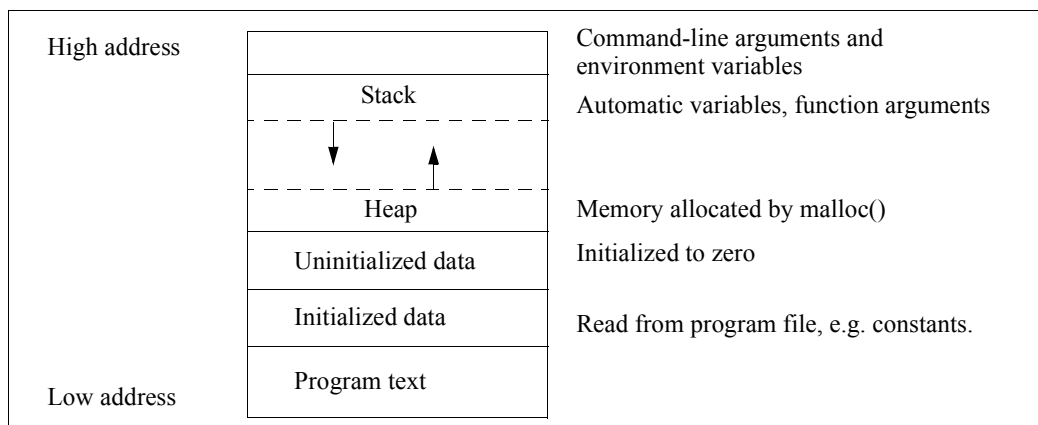 High address
Command-line arguments and
environment variables
Stack
Automatic variables, function arguments
Heap
Memory allocated by malloc()
Uninitialized data
Initialized to zero
Initialized data
Read from program file, e.g. constants.
Program text
Low address